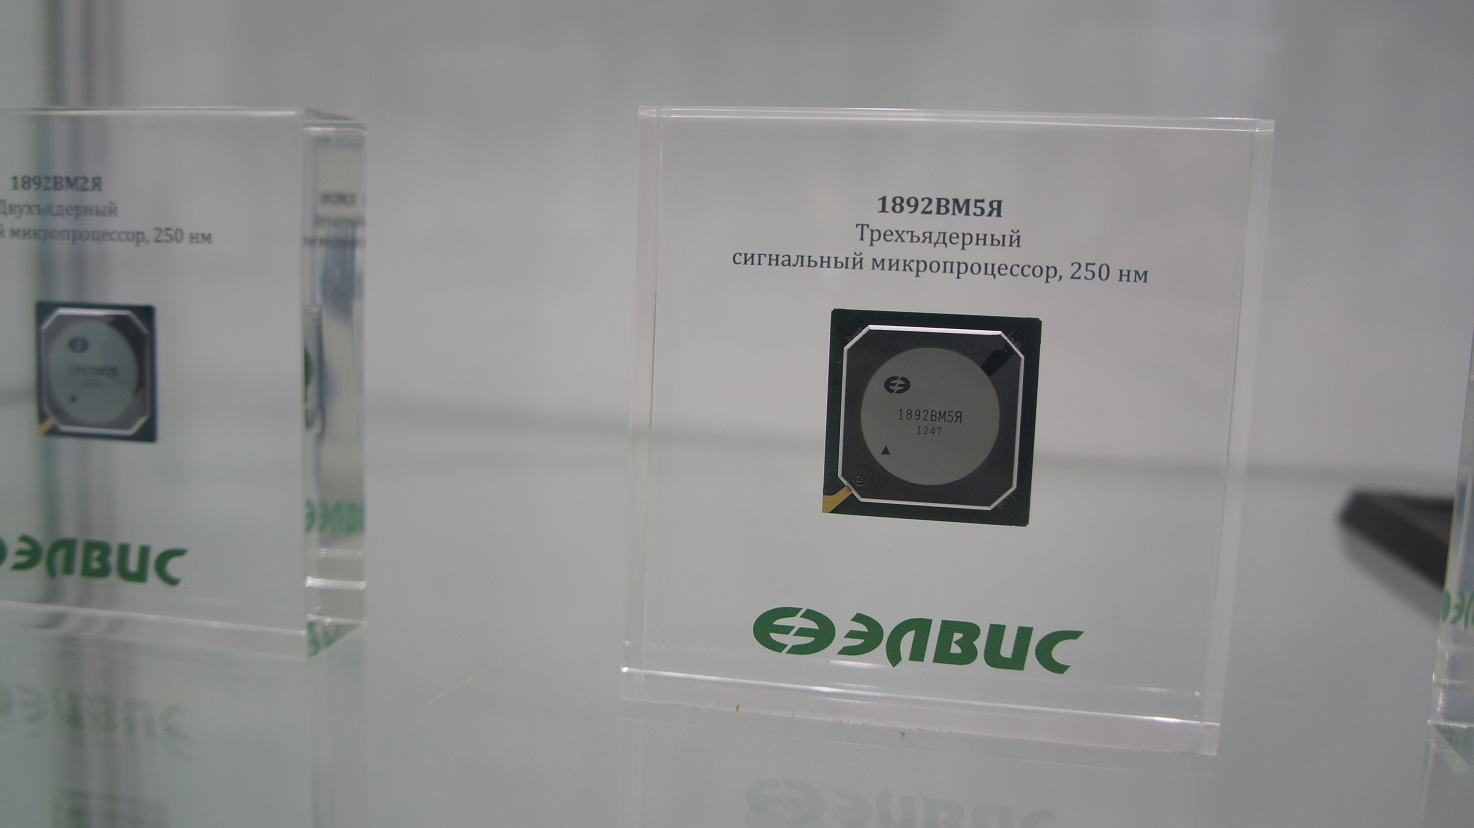 1892ВМ2Я
Двухъядерный
й микропроцессор, 250 нм
ЭЛВИС
1892ВМ5Я
Трехъядерный
сигнальный микропроцессор, 250 нм
1892ВМ5Я
1247
ЭЛВИС